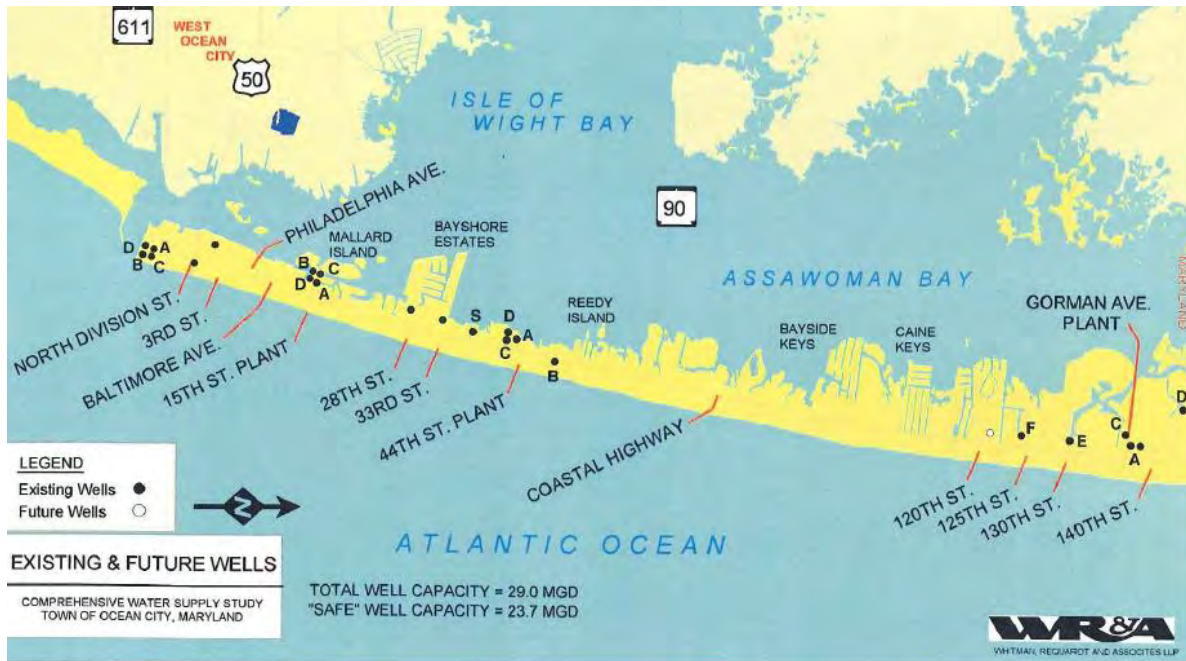 611
WEST
OCEAN
CITY
50
ISLE OF
WIGHT BAY
90
PHILADELPHIA AVE.
MALLARD
ISLAND
BAYSHORE
ESTATES
ASSAWOMAN BAY
MARYLAND
GORMAN AVE.
PLANT
REEDY
ISLAND
BAYSIDE
KEYS
CAINE
KEYS
D
A
B
C
B
C
D
A
S
D
A
C
B
F
E
C
A
D
NORTH DIVISION ST.
3RD ST.
BALTIMORE AVE.
15TH ST. PLANT
28TH ST.
33RD ST.
44TH ST. PLANT
COASTAL HIGHWAY
120TH ST.
125TH ST.
130TH ST.
140TH ST.
LEGEND
Existing Wells
Future Wells
N
ATLANTIC OCEAN
EXISTING & FUTURE WELLS
COMPREHENSIVE WATER SUPPLY STUDY
TOWN OF OCEAN CITY, MARYLAND
TOTAL WELL CAPACITY = 29.0 MGD
"SAFE" WELL CAPACITY = 23.7 MGD
WR&A
WHITMAN, REQUARDT AND ASSOCITES LLP